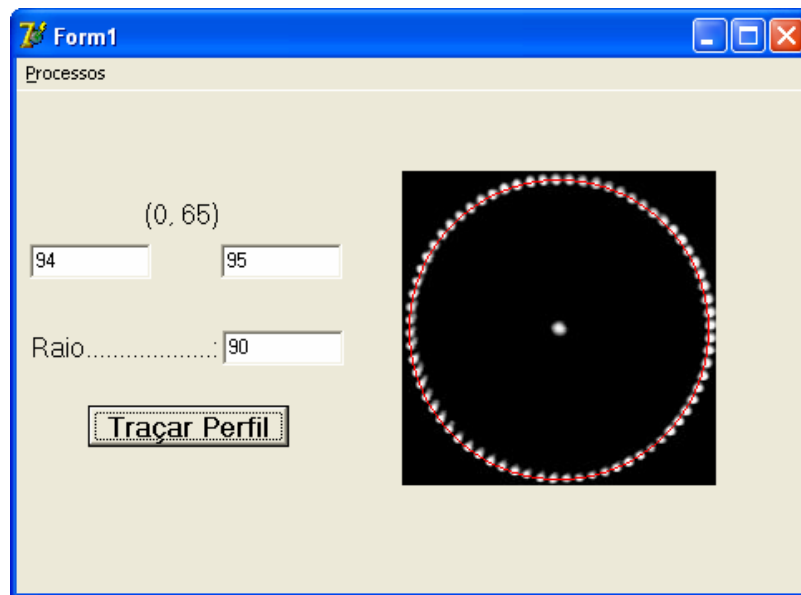 Form1
Processos
(0, 65)
94 95
Raio...................: 90
Traçar Perfil